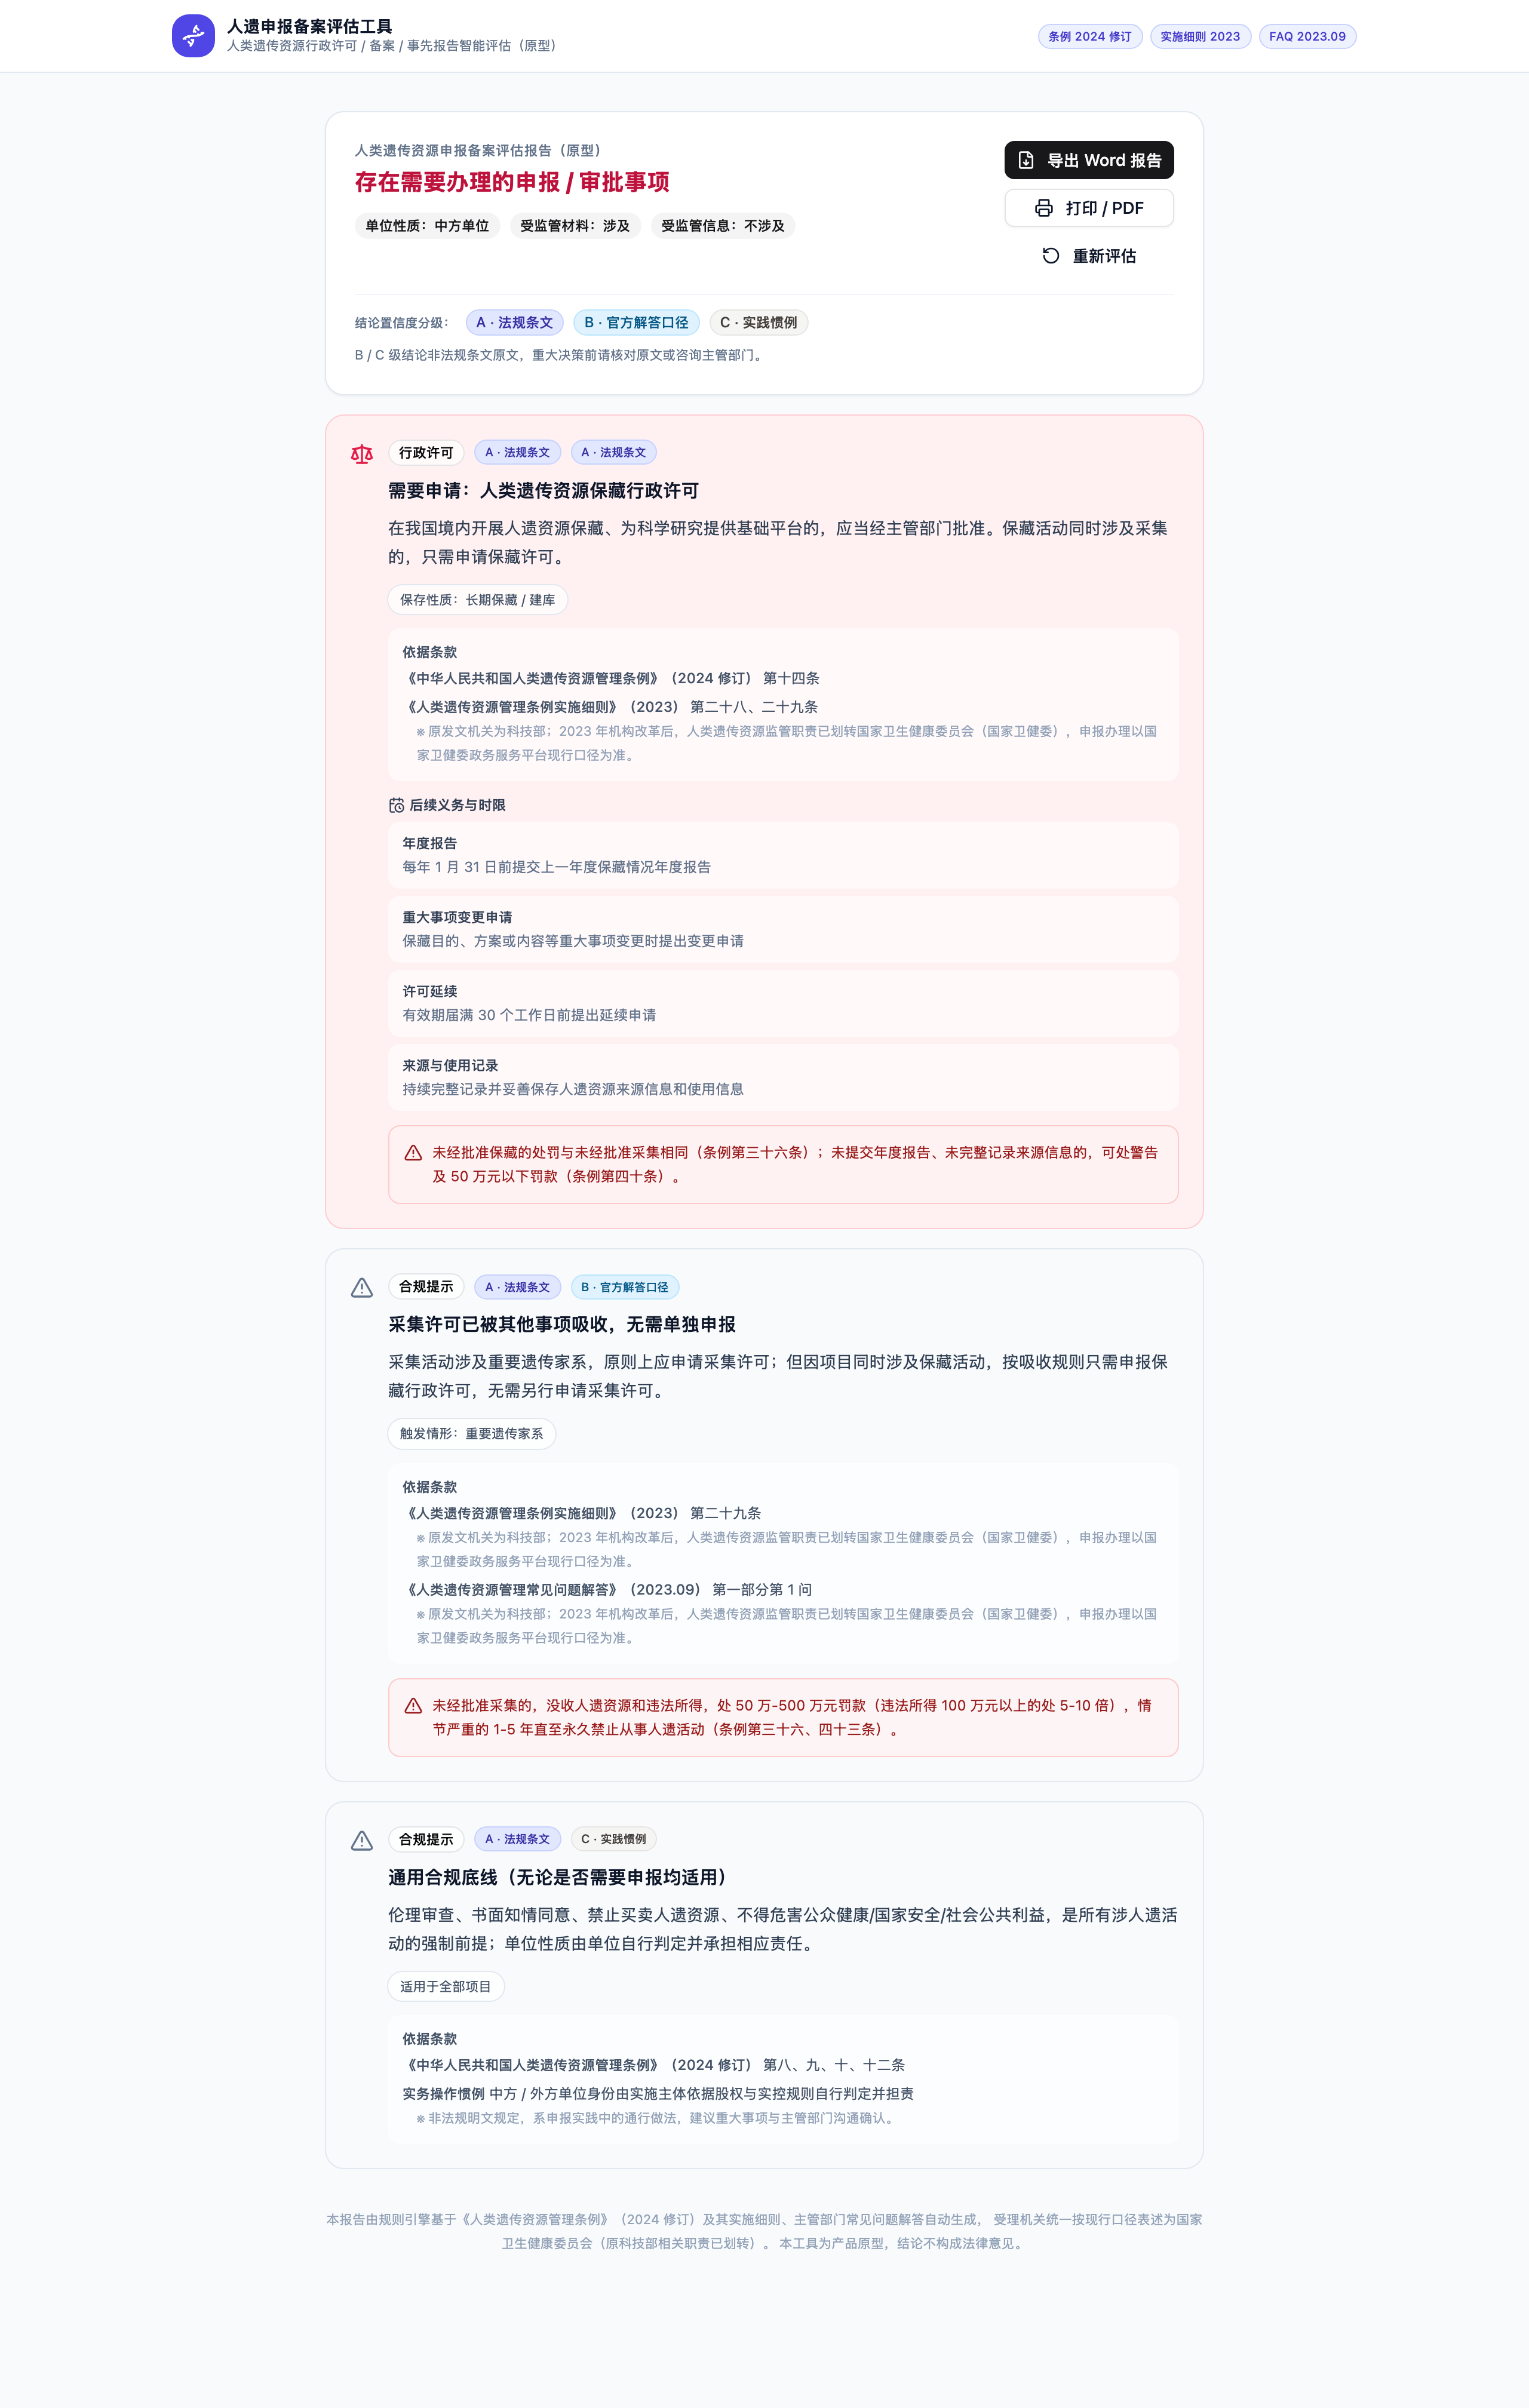 人遗申报备案评估工具
人类遗传资源行政许可 / 备案 / 事先报告智能评估（原型）
条例 2024 修订
实施细则 2023
FAQ 2023.09
人类遗传资源申报备案评估报告（原型）
存在需要办理的申报 / 审批事项
单位性质：中方单位
受监管材料：涉及
受监管信息：不涉及
导出 Word 报告
打印 / PDF
重新评估
结论置信度分级：
A · 法规条文
B · 官方解答口径
C · 实践惯例
B / C 级结论非法规条文原文，重大决策前请核对原文或咨询主管部门。
行政许可
A · 法规条文
A · 法规条文
需要申请：人类遗传资源保藏行政许可
在我国境内开展人遗资源保藏、为科学研究提供基础平台的，应当经主管部门批准。保藏活动同时涉及采集
的，只需申请保藏许可。
保存性质：长期保藏 / 建库
依据条款
《中华人民共和国人类遗传资源管理条例》（2024 修订） 第十四条
《人类遗传资源管理条例实施细则》（2023） 第二十八、二十九条
※ 原发文机关为科技部；2023 年机构改革后，人类遗传资源监管职责已划转国家卫生健康委员会（国家卫健委），申报办理以国
家卫健委政务服务平台现行口径为准。
后续义务与时限
年度报告
每年 1 月 31 日前提交上一年度保藏情况年度报告
重大事项变更申请
保藏目的、方案或内容等重大事项变更时提出变更申请
许可延续
有效期届满 30 个工作日前提出延续申请
来源与使用记录
持续完整记录并妥善保存人遗资源来源信息和使用信息
未经批准保藏的处罚与未经批准采集相同（条例第三十六条）；未提交年度报告、未完整记录来源信息的，可处警告
及 50 万元以下罚款（条例第四十条）。
合规提示
A · 法规条文
B · 官方解答口径
采集许可已被其他事项吸收，无需单独申报
采集活动涉及重要遗传家系，原则上应申请采集许可；但因项目同时涉及保藏活动，按吸收规则只需申报保
藏行政许可，无需另行申请采集许可。
触发情形：重要遗传家系
依据条款
《人类遗传资源管理条例实施细则》（2023） 第二十九条
※ 原发文机关为科技部；2023 年机构改革后，人类遗传资源监管职责已划转国家卫生健康委员会（国家卫健委），申报办理以国
家卫健委政务服务平台现行口径为准。
《人类遗传资源管理常见问题解答》（2023.09） 第一部分第 1 问
※ 原发文机关为科技部；2023 年机构改革后，人类遗传资源监管职责已划转国家卫生健康委员会（国家卫健委），申报办理以国
家卫健委政务服务平台现行口径为准。
未经批准采集的，没收人遗资源和违法所得，处 50 万-500 万元罚款（违法所得 100 万元以上的处 5-10 倍），情
节严重的 1-5 年直至永久禁止从事人遗活动（条例第三十六、四十三条）。
合规提示
A · 法规条文
C · 实践惯例
通用合规底线（无论是否需要申报均适用）
伦理审查、书面知情同意、禁止买卖人遗资源、不得危害公众健康/国家安全/社会公共利益，是所有涉人遗活
动的强制前提；单位性质由单位自行判定并承担相应责任。
适用于全部项目
依据条款
《中华人民共和国人类遗传资源管理条例》（2024 修订） 第八、九、十、十二条
实务操作惯例 中方 / 外方单位身份由实施主体依据股权与实控规则自行判定并担责
※ 非法规明文规定，系申报实践中的通行做法，建议重大事项与主管部门沟通确认。
本报告由规则引擎基于《人类遗传资源管理条例》（2024 修订）及其实施细则、主管部门常见问题解答自动生成， 受理机关统一按现行口径表述为国家
卫生健康委员会（原科技部相关职责已划转）。 本工具为产品原型，结论不构成法律意见。